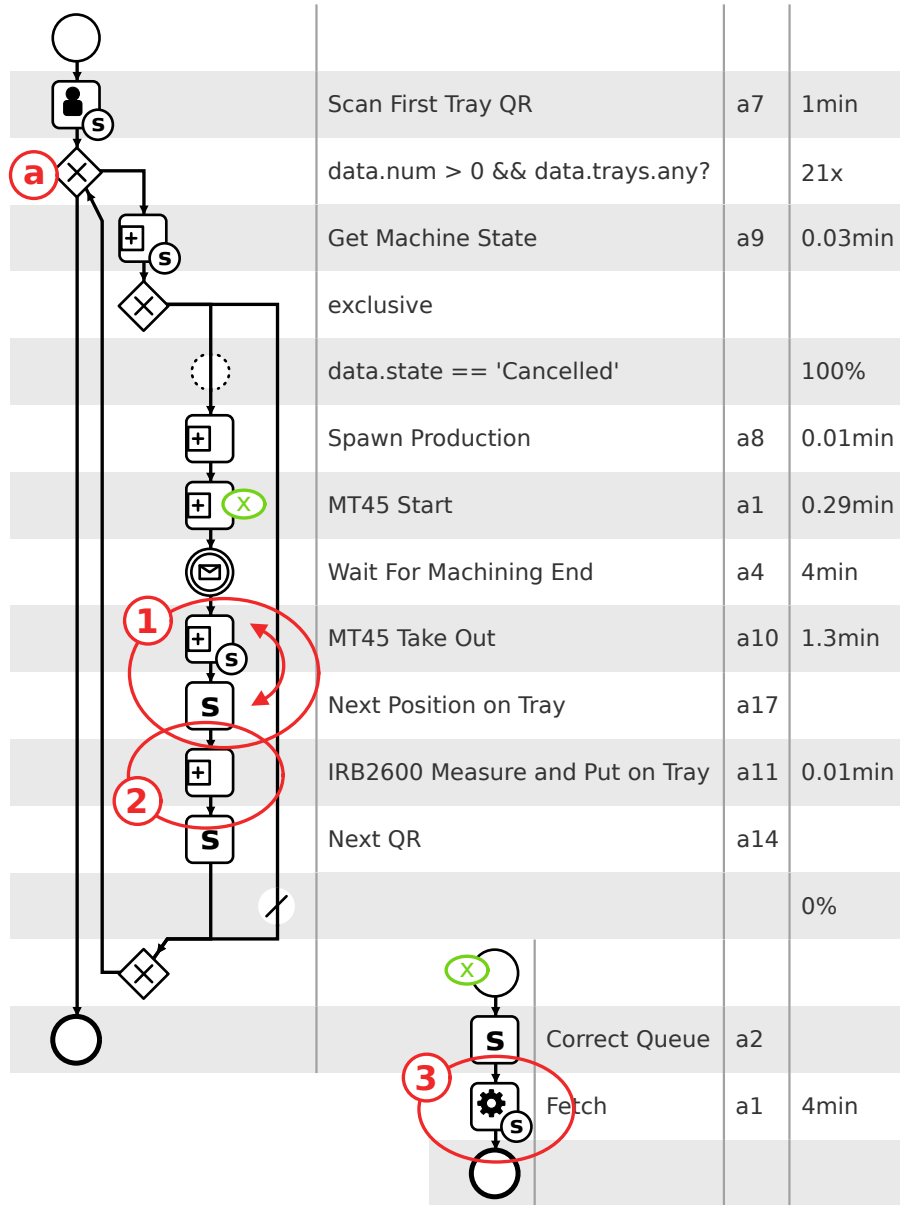 Scan First Tray QR a7 1min
s
a data.num > 0 && data.trays.any? 21x
Get Machine State a9 0.03min
s
exclusive
data.state == 'Cancelled' 100%
Spawn Production a8 0.01min
x MT45 Start a1 0.29min
Wait For Machining End a4 4min
1 MT45 Take Out a10 1.3min
s
s Next Position on Tray a17
IRB2600 Measure and Put on Tray a11 0.01min
2
s Next QR a14
0%
x
s Correct Queue a2
3
Fetch a1 4min
s